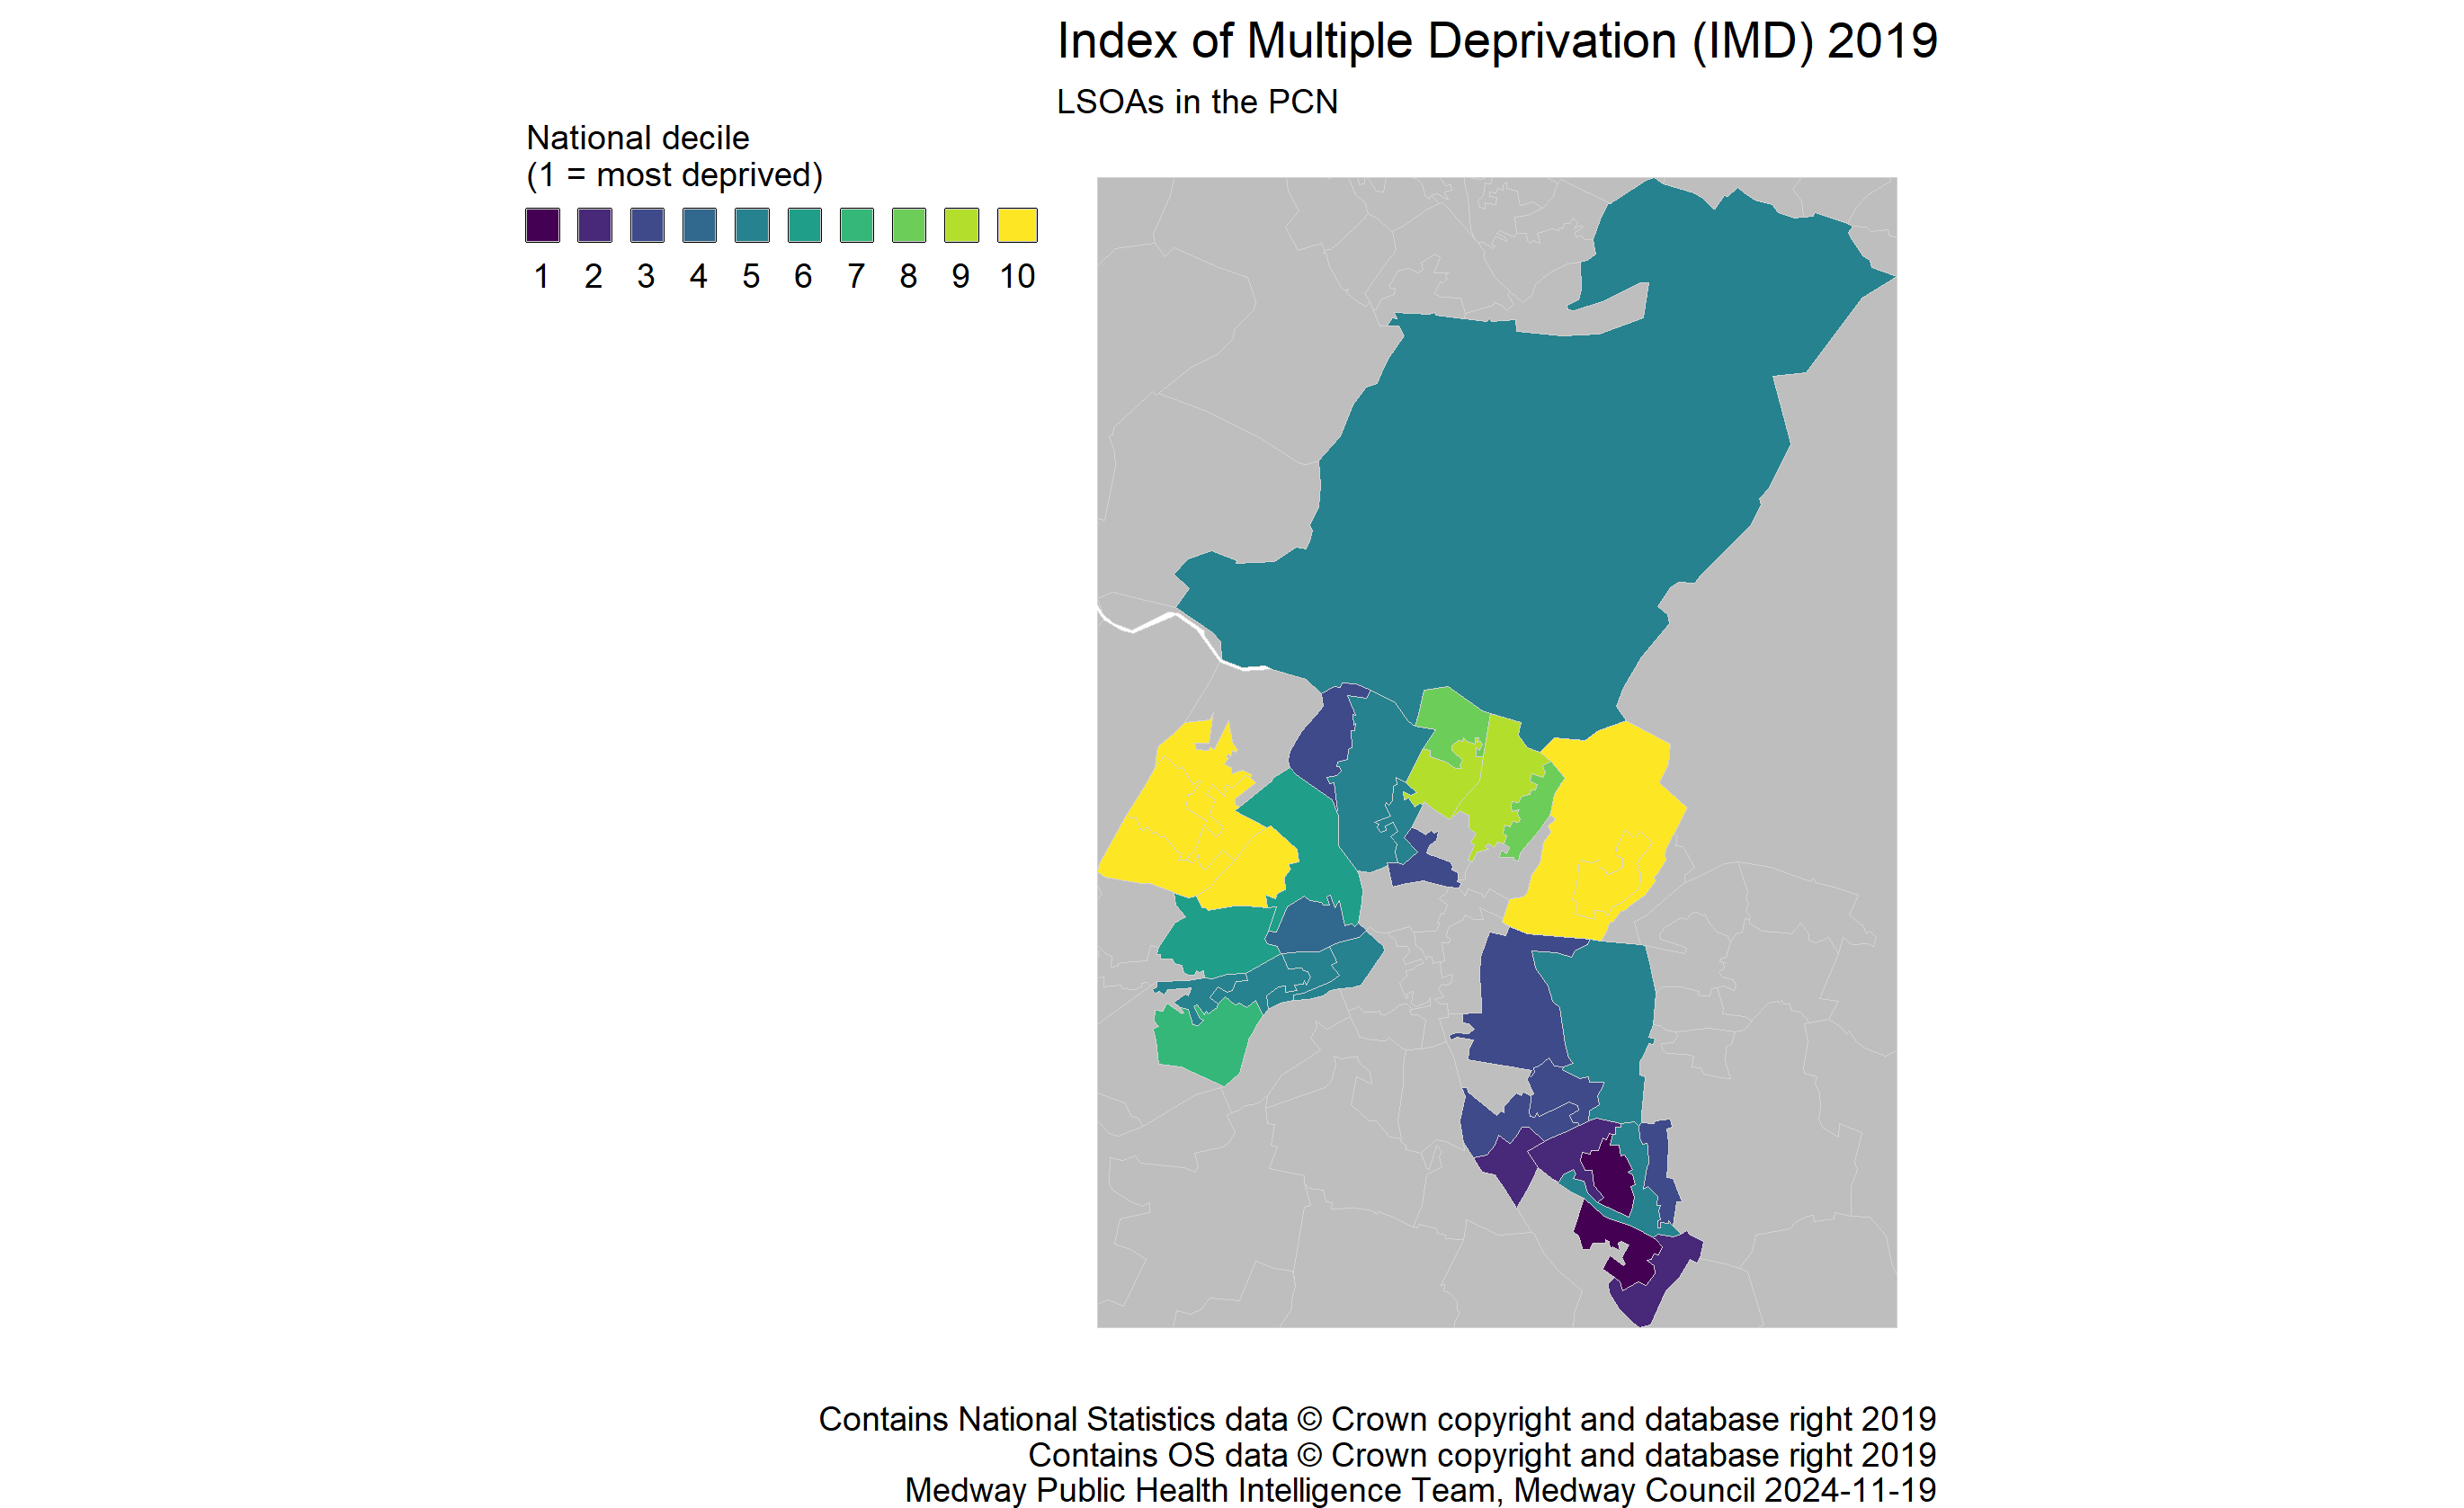 Index of Multiple Deprivation (IMD) 2019
LSOAs in the PCN
National decile
(1 = most deprived)
1 2 3 4 5 6 7 8 9 10
Contains National Statistics data © Crown copyright and database right 2019
Contains OS data © Crown copyright and database right 2019
Medway Public Health Intelligence Team, Medway Council 2024-11-19